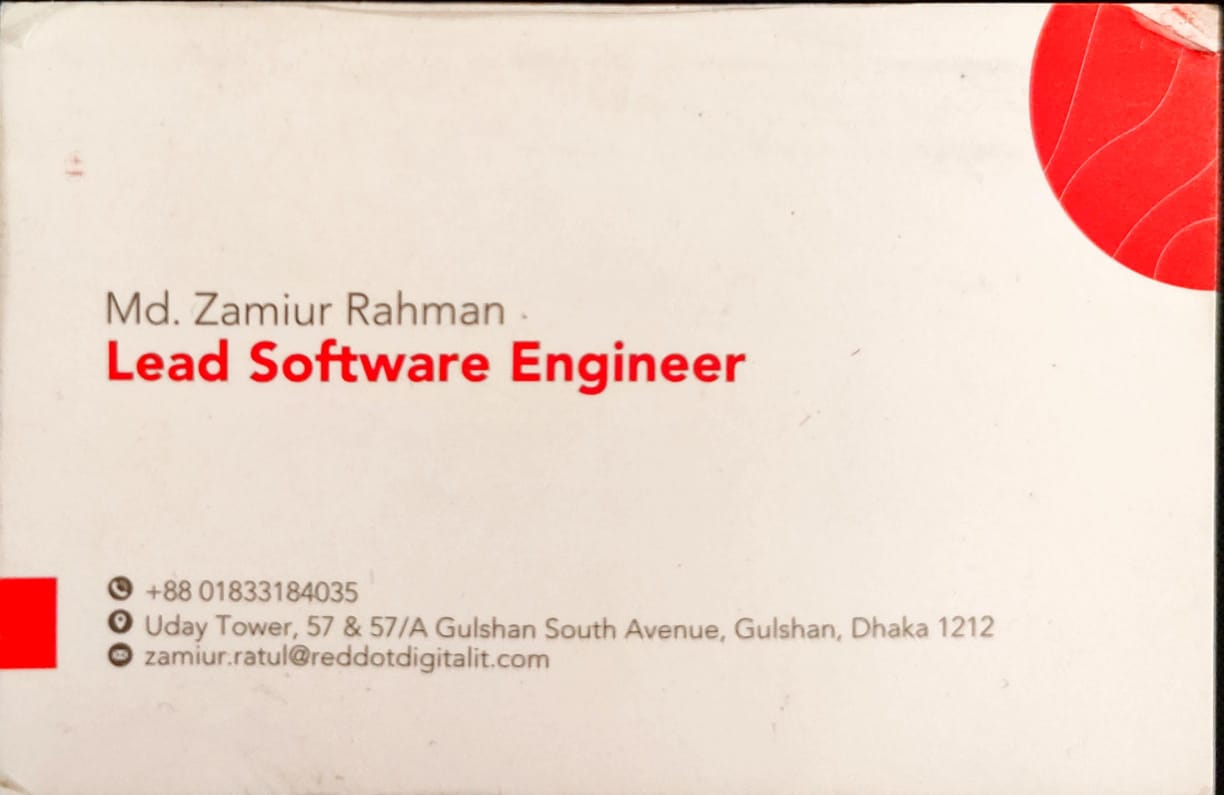 Md. Zamiur Rahman
Lead Software Engineer
+88 01833184035
Uday Tower, 57 & 57/A Gulshan South Avenue, Gulshan, Dhaka 1212
zamiur.ratul@reddotdigitalit.com